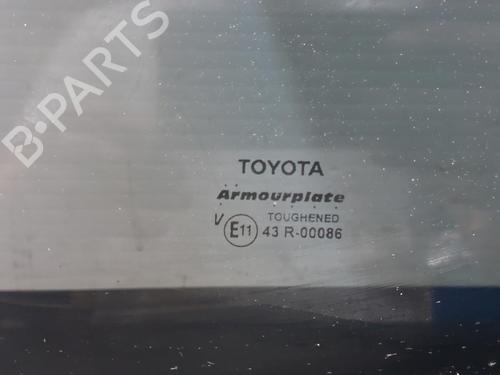 B-PARTS
TOYOTA
Armourplate
TOUGHENED
V E11 43 R-00086